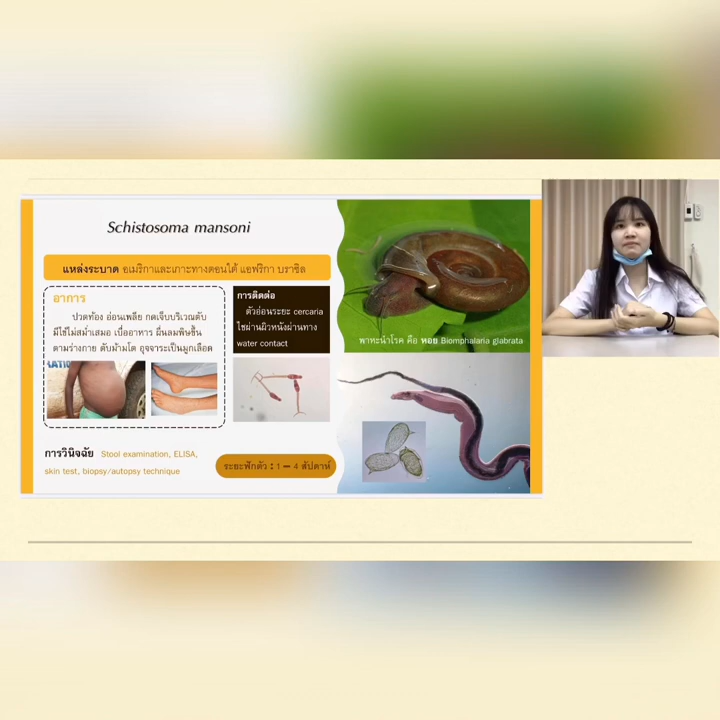 Schistosoma mansoni
แหล่งระบาด อเมริกาและเกาะทางตอนใต้ แอฟริกา บราซิล
อาการ
ปวดท้อง อ่อนเพลีย กดเจ็บบริเวณตับ
มีไข้ไม่สม่ำเสมอ เบื่ออาหาร ผื่นลมพิษขึ้น
ตามร่างกาย ตับม้ามโต อุจจาระเป็นมูกเลือด
การติดต่อ
ตัวอ่อนระยะ cercaria
ไชผ่านผิวหนังผ่านทาง
water contact
พาหะนำโรค คือ หอย Biomphalaria glabrata
การวินิจฉัย Stool examination, ELISA,
skin test, biopsy/autopsy technique
ระยะฟักตัว : 1 – 4 สัปดาห์